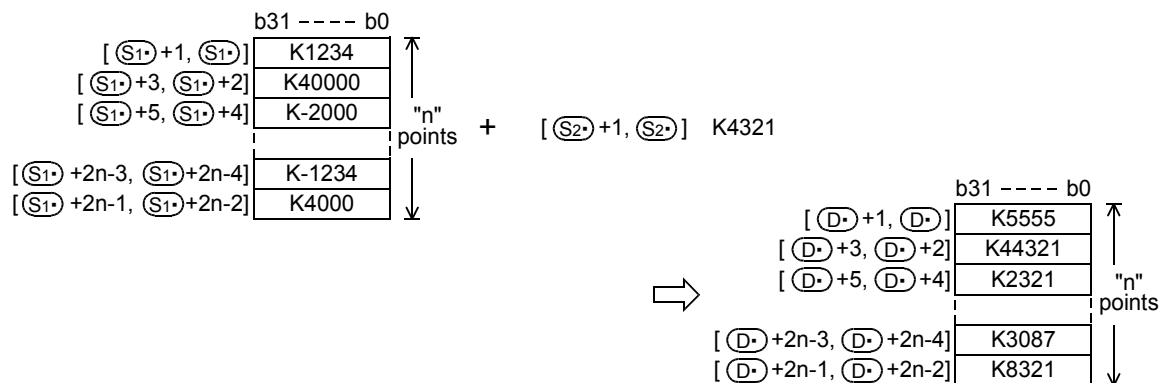 b31 ---- b0
[ S1• +1, S1• ] K1234
[ S1• +3, S1• +2] K40000
[ S1• +5, S1• +4] K-2000
"n"
points
+ [ S2• +1, S2• ] K4321
[ S1• +2n-3, S1• +2n-4] K-1234
[ S1• +2n-1, S1• +2n-2] K4000
b31 ---- b0
[ D• +1, D• ] K5555
[ D• +3, D• +2] K44321
[ D• +5, D• +4] K2321
"n"
points
[ D• +2n-3, D• +2n-4] K3087
[ D• +2n-1, D• +2n-2] K8321